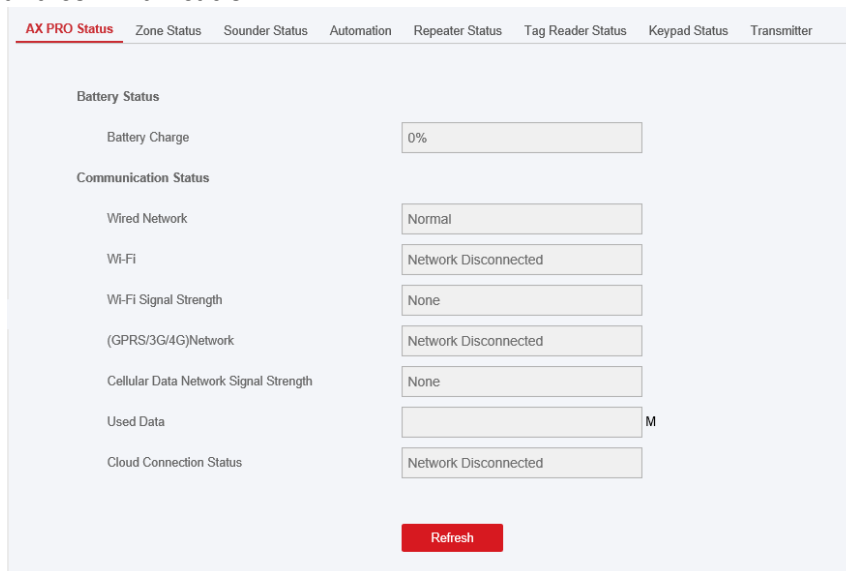 AX PRO Status Zone Status Sounder Status Automation Repeater Status Tag Reader Status Keypad Status Transmitter
Battery Status
Battery Charge 0%
Communication Status
Wired Network Normal
Wi-Fi Network Disconnected
Wi-Fi Signal Strength None
(GPRS/3G/4G)Network Network Disconnected
Cellular Data Network Signal Strength None
Used Data M
Cloud Connection Status Network Disconnected
Refresh